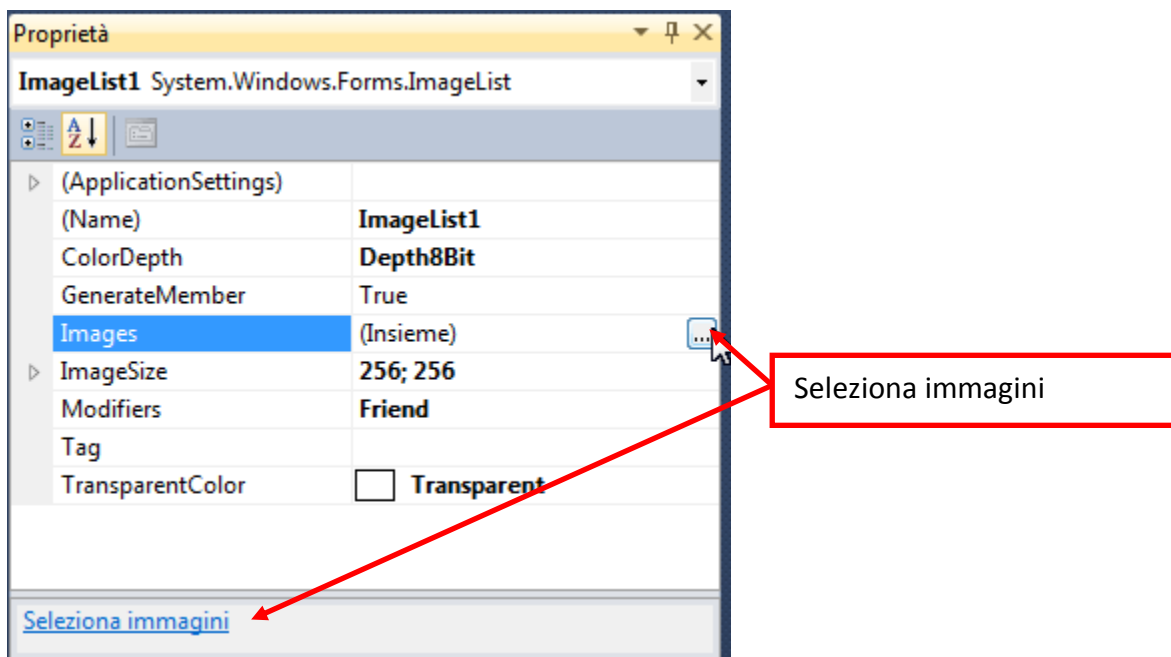 Proprietà
ImageList1 System.Windows.Forms.ImageList
(ApplicationSettings)
(Name) ImageList1
ColorDepth Depth8Bit
GenerateMember True
Images (Insieme) ...
ImageSize 256; 256
Seleziona immagini
Modifiers Friend
Tag
TransparentColor Transparent
Seleziona immagini